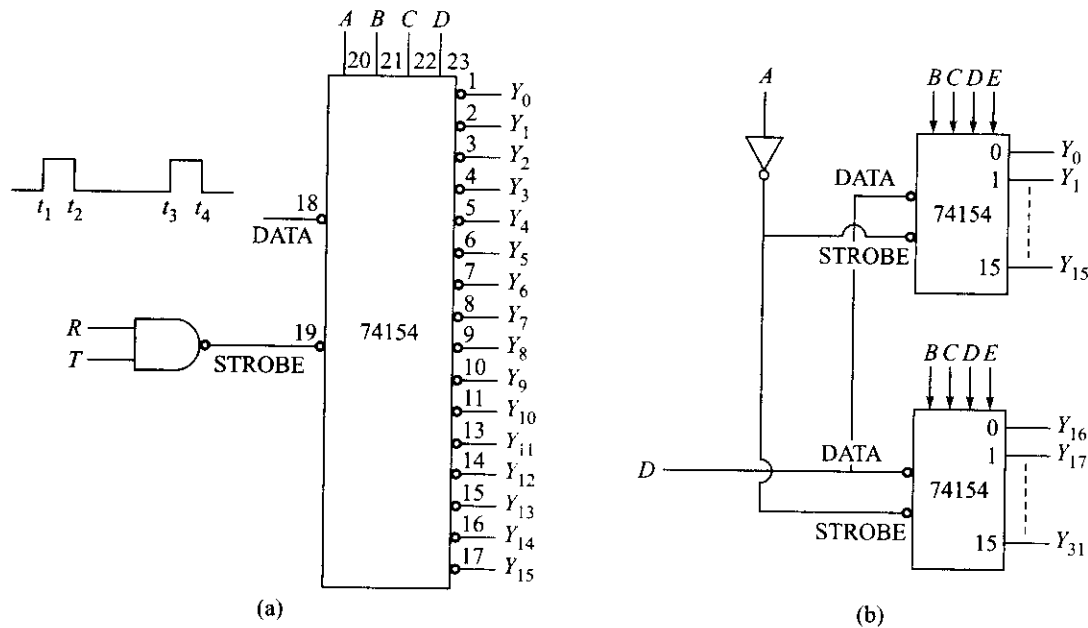 A B C D
20 21 22 23
1 Y0
2 Y1
3 Y2
4 Y3
5 Y4
6 Y5
7 Y6
8 Y7
9 Y8
10 Y9
11 Y10
13 Y11
14 Y12
15 Y13
16 Y14
17 Y15
t1 t2 t3 t4
18
DATA
74154
R
T
19
STROBE
(a)
A
B C D E
0 Y0
1 Y1
DATA
74154
STROBE
15 Y15
B C D E
0 Y16
1 Y17
D
DATA
74154
STROBE
15 Y31
(b)